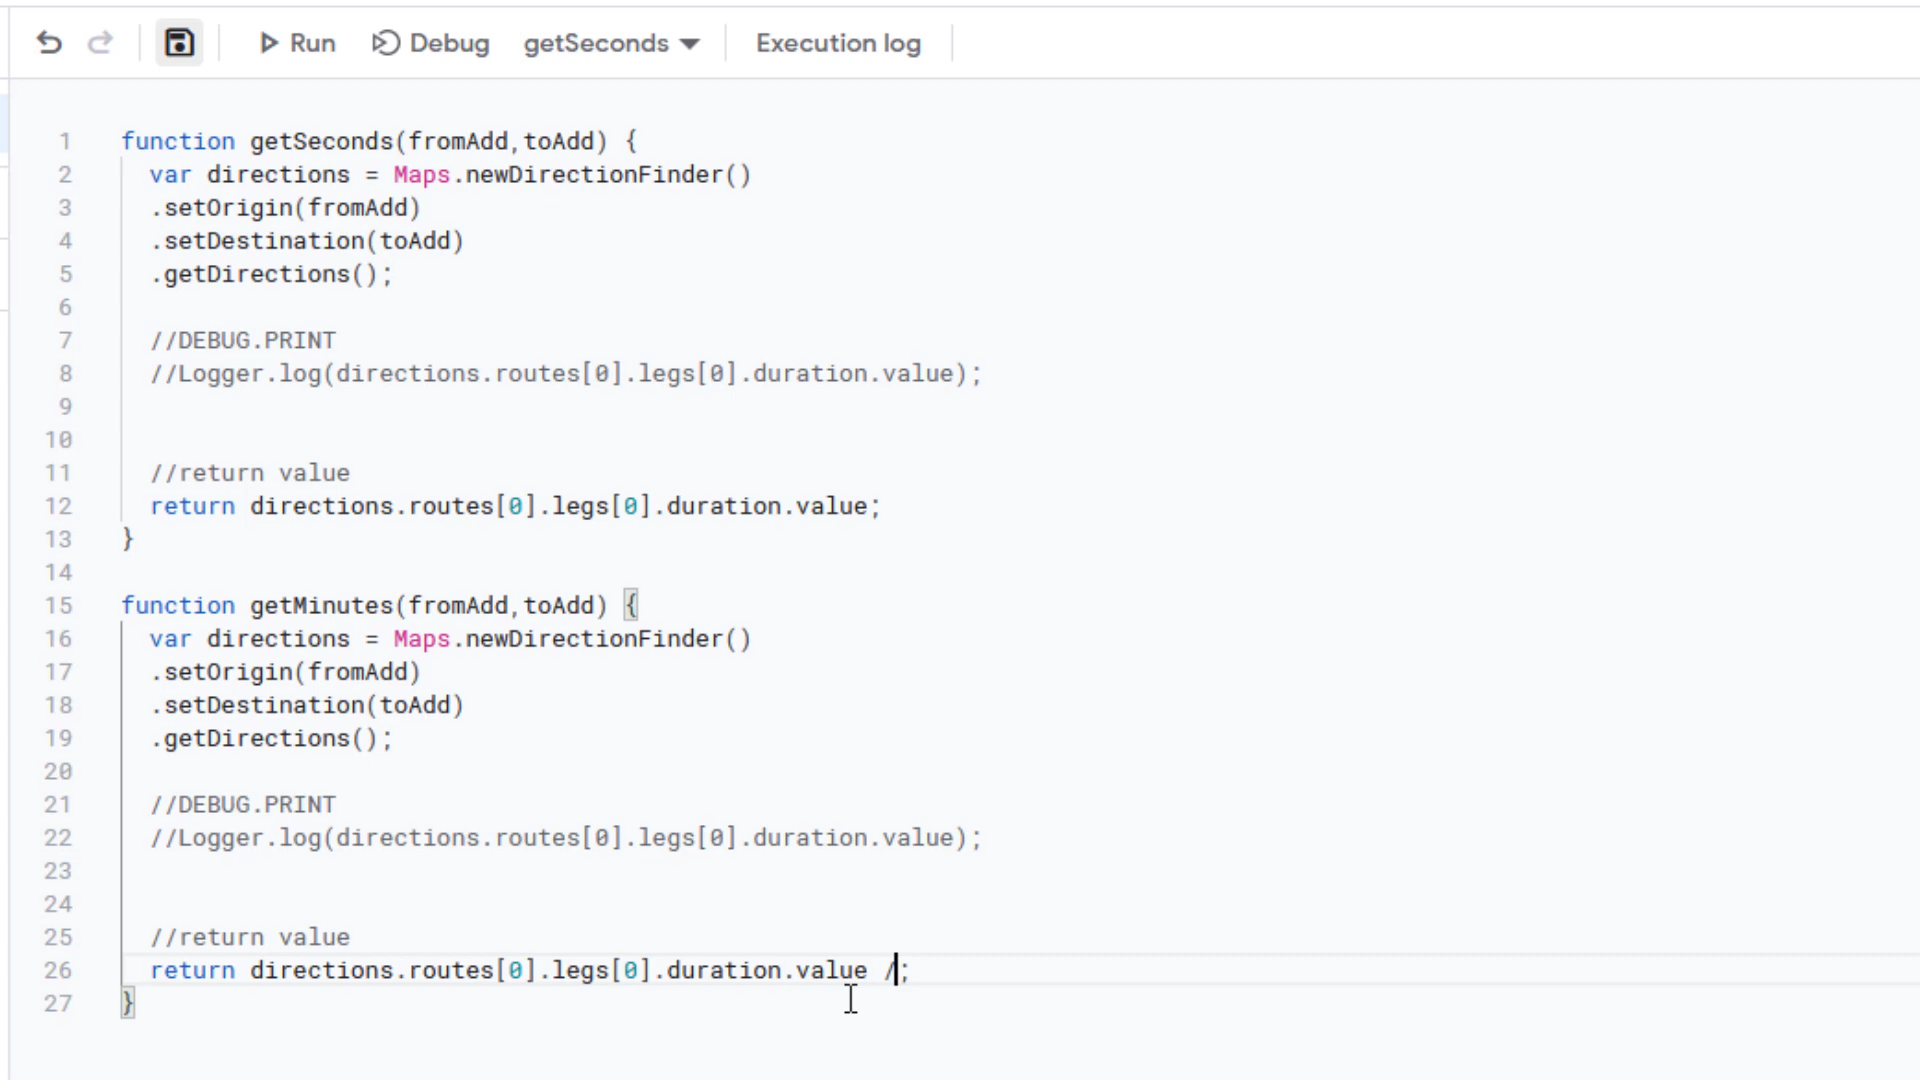 Run Debug getSeconds Execution log
1 function getSeconds(fromAdd,toAdd) {
2 var directions = Maps.newDirectionFinder()
3 .setOrigin(fromAdd)
4 .setDestination(toAdd)
5 .getDirections();
6
7 //DEBUG.PRINT
8 //Logger.log(directions.routes[0].legs[0].duration.value);
9
10
11 //return value
12 return directions.routes[0].legs[0].duration.value;
13 }
14
15 function getMinutes(fromAdd,toAdd) {
16 var directions = Maps.newDirectionFinder()
17 .setOrigin(fromAdd)
18 .setDestination(toAdd)
19 .getDirections();
20
21 //DEBUG.PRINT
22 //Logger.log(directions.routes[0].legs[0].duration.value);
23
24
25 //return value
26 return directions.routes[0].legs[0].duration.value /;
27 }